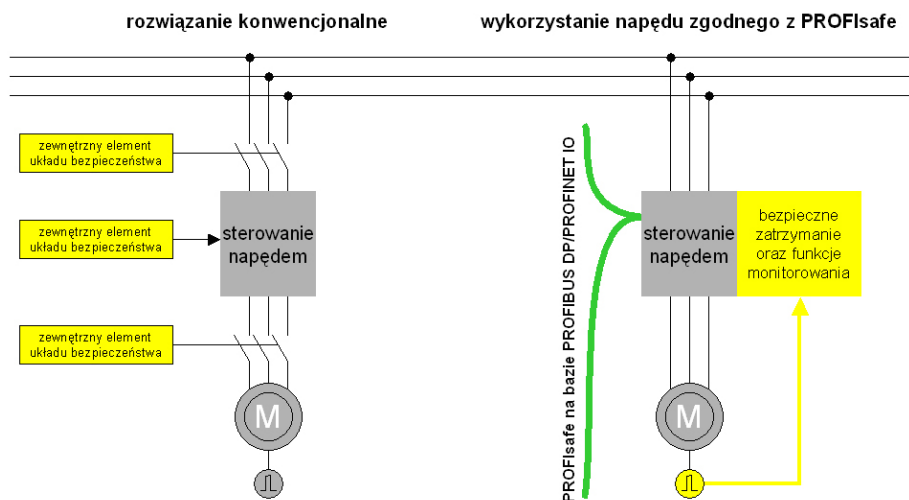 rozwiązanie konwencjonalne
wykorzystanie napędu zgodnego z PROFIsafe
zewnętrzny element
układu bezpieczeństwa
zewnętrzny element
układu bezpieczeństwa
sterowanie
napędem
zewnętrzny element
układu bezpieczeństwa
M
PROFIsafe na bazie PROFIBUS DP/PROFINET IO
sterowanie
napędem
bezpieczne
zatrzymanie
oraz funkcje
monitorowania
M